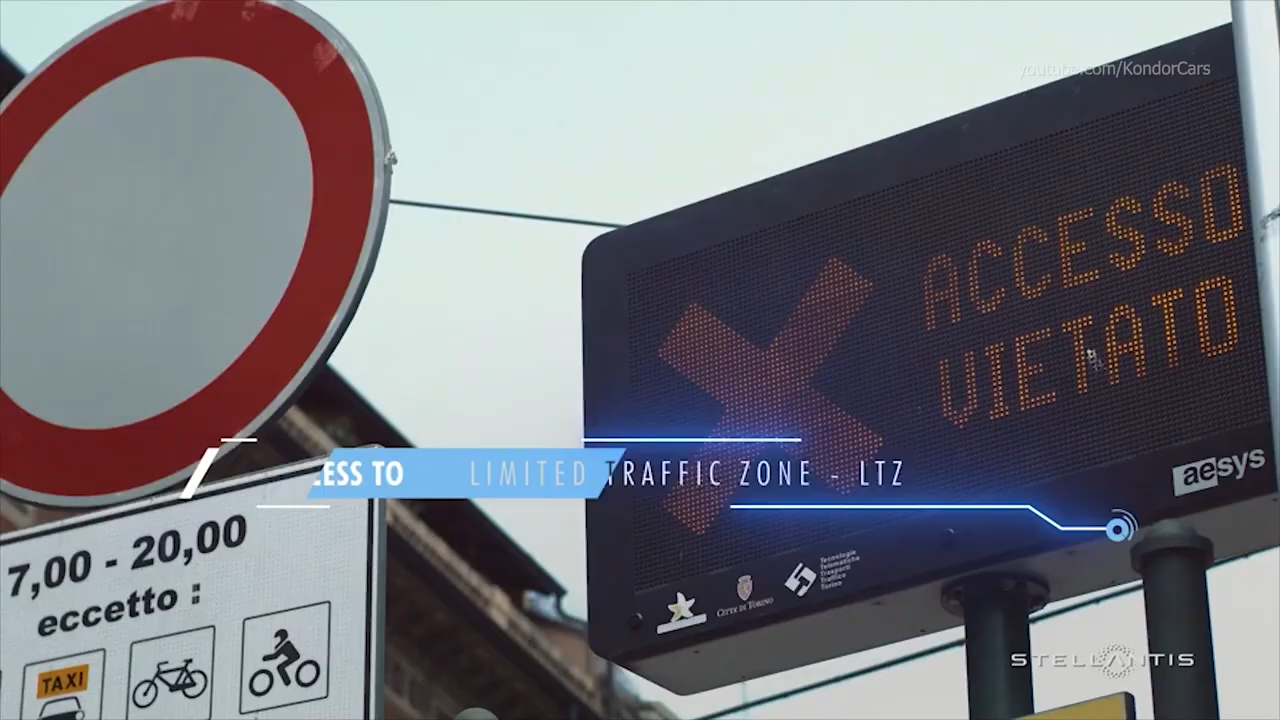 youtube.com/KondorCars
ACCESSO
VIETATO
aesys
ESS TO LIMITED TRAFFIC ZONE - LTZ
7,00 - 20,00
eccetto :
TAXI
CITTÀ DI TORINO
Tecnologie
Telematiche
Trasporti
Traffico
Torino
STELLANTIS